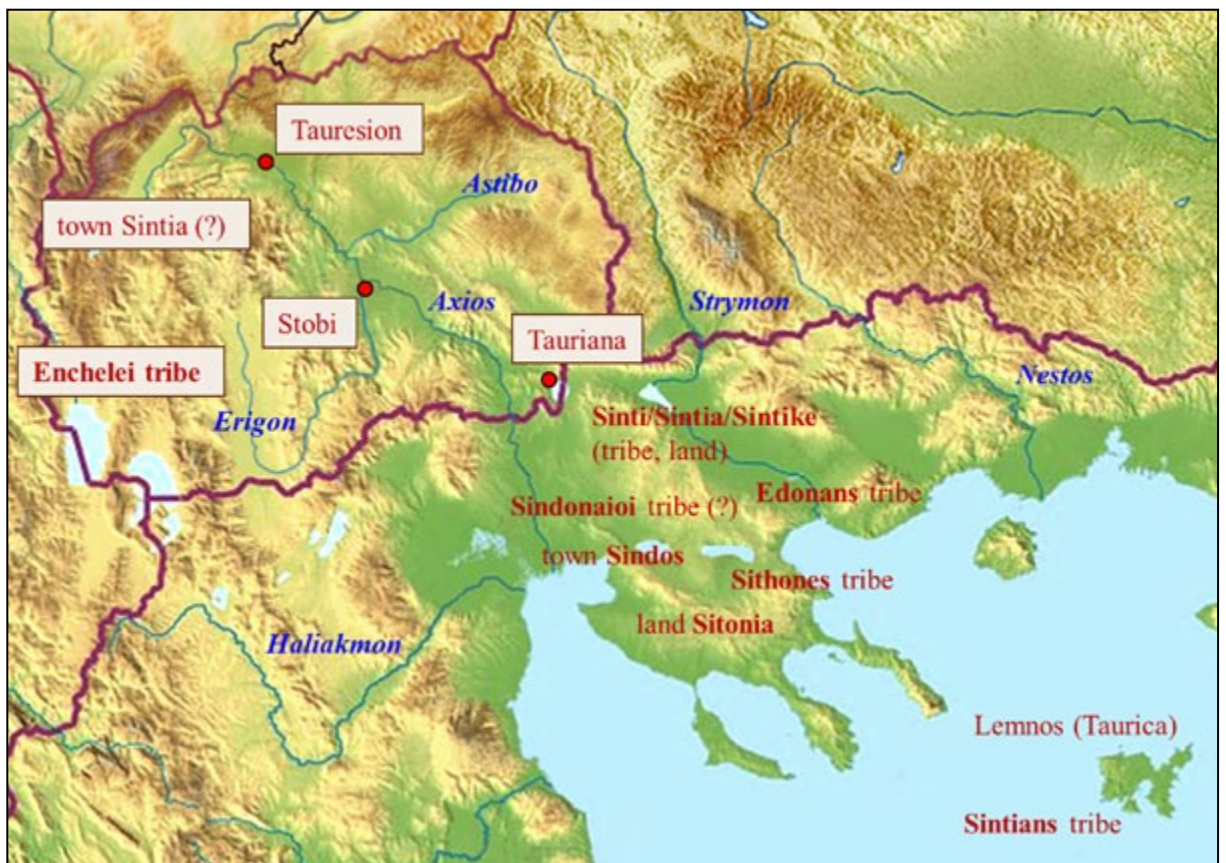 Tauresion
Astibo
town Sintia (?)
Axios
Strymon
Stobi
Tauriana
Enchelei tribe
Nestos
Erigon
Sinti/Sintia/Sintike
(tribe, land)
Edonans tribe
Sindonaioi tribe (?)
town Sindos
Sithones tribe
land Sitonia
Haliakmon
Lemnos (Taurica)
Sintians tribe